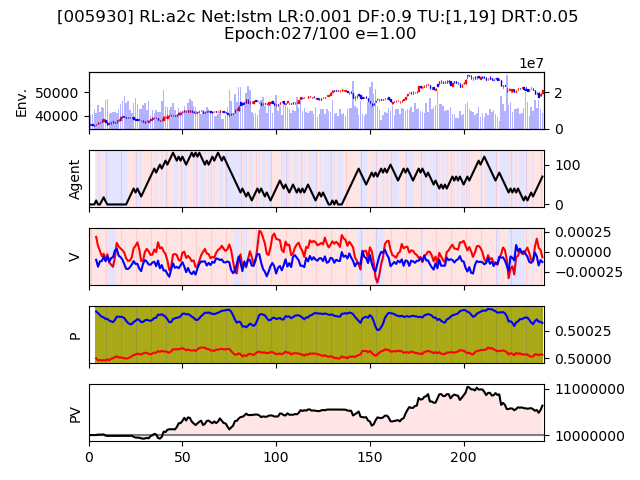 [005930] RL:a2c Net:lstm LR:0.001 DF:0.9 TU:[1,19] DRT:0.05
Epoch:027/100 e=1.00
1e7
Env.
50000
40000
2
0
Agent
100
0
V
0.00025
0.00000
−0.00025
P
0.50025
0.50000
PV
11000000
10000000
0 50 100 150 200